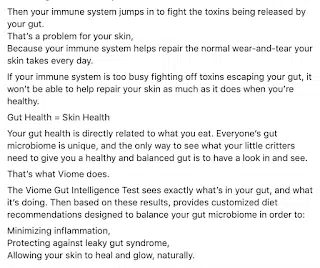 Then your immune system jumps in to fight the toxins being released by
your gut.
That's a problem for your skin,
Because your immune system helps repair the normal wear-and-tear your
skin takes every day.
If your immune system is too busy fighting off toxins escaping your gut, it
won't be able to help repair your skin as much as it does when you're
healthy.
Gut Health = Skin Health
Your gut health is directly related to what you eat. Everyone's gut
microbiome is unique, and the only way to see what your little critters
need to give you a healthy and balanced gut is to have a look in and see.
That's what Viome does.
The Viome Gut Intelligence Test sees exactly what's in your gut, and what
it's doing. Then based on these results, provides customized diet
recommendations designed to balance your gut microbiome in order to:
Minimizing inflammation,
Protecting against leaky gut syndrome,
Allowing your skin to heal and glow, naturally.